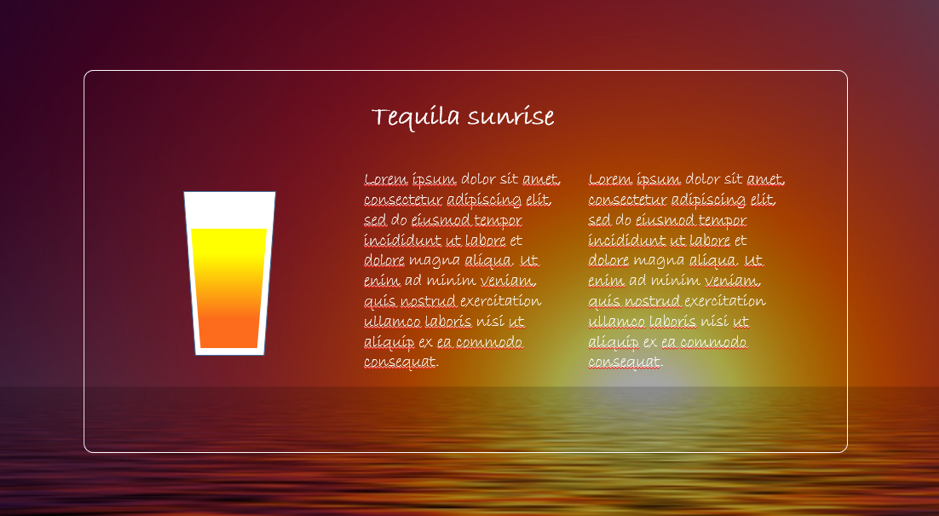 Tequila sunrise
Lorem ipsum dolor sit amet,
consectetur adipiscing elit,
sed do eiusmod tempor
incididunt ut labore et
dolore magna aliqua. Ut
enim ad minim veniam,
quis nostrud exercitation
ullamco laboris nisi ut
aliquip ex ea commodo
consequat.
Lorem ipsum dolor sit amet,
consectetur adipiscing elit,
sed do eiusmod tempor
incididunt ut labore et
dolore magna aliqua. Ut
enim ad minim veniam,
quis nostrud exercitation
ullamco laboris nisi ut
aliquip ex ea commodo
consequat.